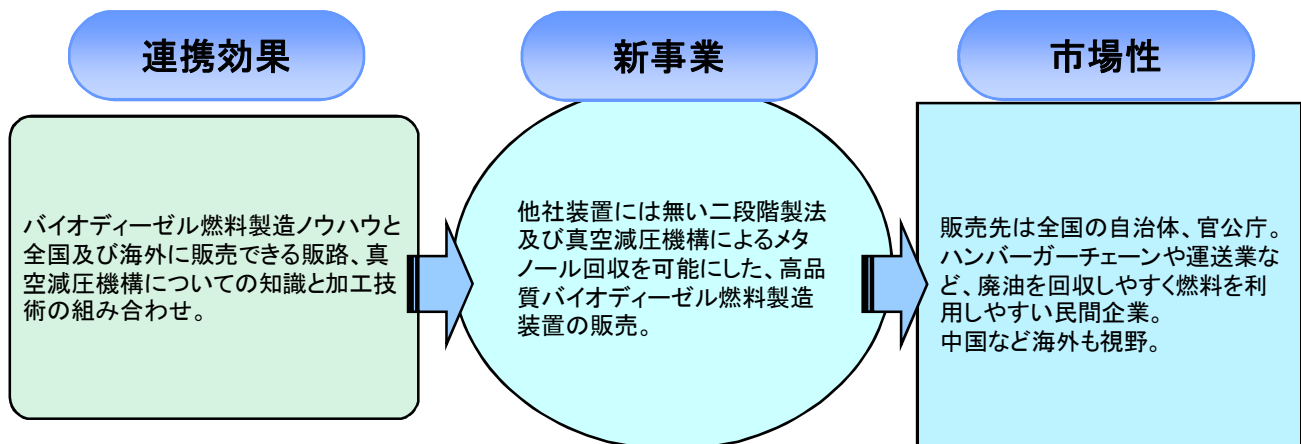 連携効果
バイオディーゼル燃料製造ノウハウと
全国及び海外に販売できる販路、真
空減圧機構についての知識と加工技
術の組み合わせ。
新事業
他社装置には無い二段階製法
及び真空減圧機構によるメタ
ノール回収を可能にした、高品
質バイオディーゼル燃料製造
装置の販売。
市場性
販売先は全国の自治体、官公庁。
ハンバーガーチェーンや運送業な
ど、廃油を回収しやすく燃料を利
用しやすい民間企業。
中国など海外も視野。